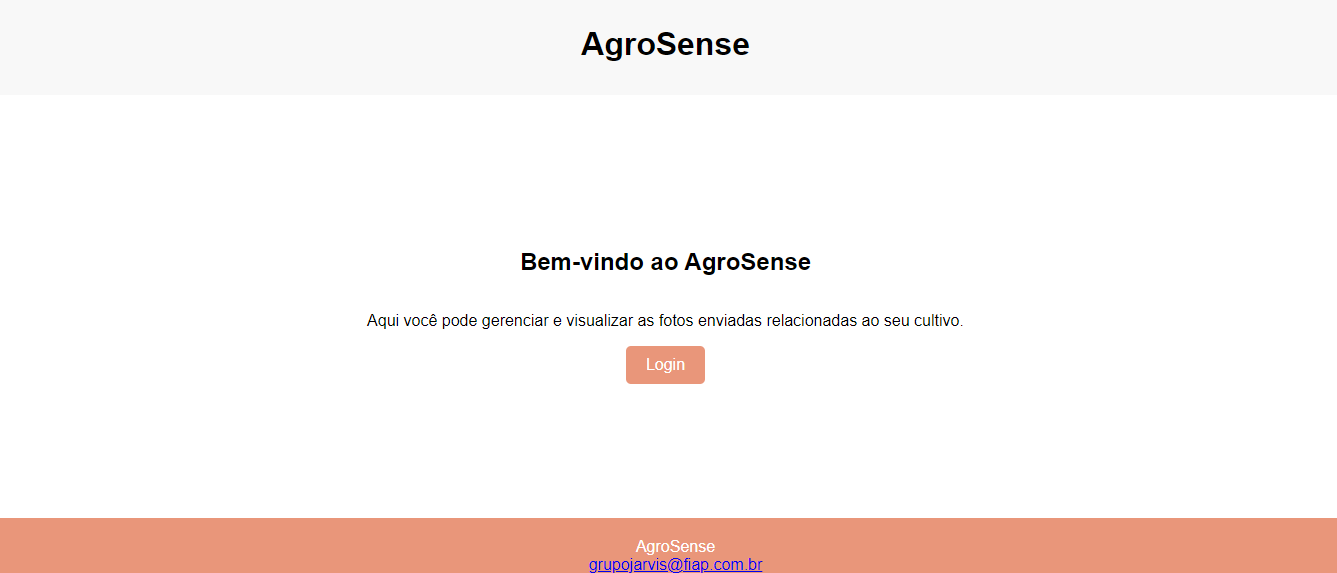 AgroSense
Bem-vindo ao AgroSense
Aqui você pode gerenciar e visualizar as fotos enviadas relacionadas ao seu cultivo.
Login
AgroSense
grupojarvis@fiap.com.br